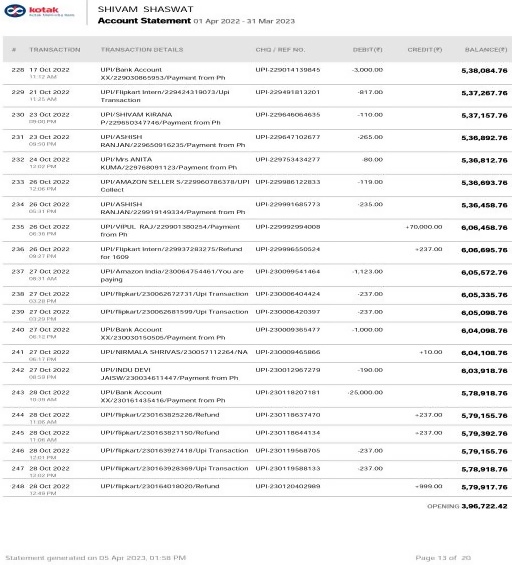 kotak
Kotak Mahindra Bank
SHIVAM SHASWAT
Account Statement 01 Apr 2022 - 31 Mar 2023
# TRANSACTION TRANSACTION DETAILS CHQ / REF NO. DEBIT(₹) CREDIT(₹) BALANCE(₹)
228 17 Oct 2022 UPI/Bank Account UPI-229014139845 -3,000.00 5,38,084.76
11:12 AM XX/229030865953/Payment from Ph
229 21 Oct 2022 UPI/Flipkart Intern/229424319073/Upi UPI-229491813201 -817.00 5,37,267.76
11:25 AM Transaction
230 23 Oct 2022 UPI/SHIVAM KIRANA UPI-229646064635 -110.00 5,37,157.76
09:00 PM P/229650347746/Payment from Ph
231 23 Oct 2022 UPI/ASHISH UPI-229647102677 -265.00 5,36,892.76
09:50 PM RANJAN/229650916235/Payment from Ph
232 24 Oct 2022 UPI/Mrs ANITA UPI-229753434277 -80.00 5,36,812.76
12:02 PM KUMA/229768091123/Payment from Ph
233 26 Oct 2022 UPI/AMAZON SELLER S/229960786378/UPI UPI-229986122833 -119.00 5,36,693.76
12:06 PM Collect
234 26 Oct 2022 UPI/ASHISH UPI-229991685773 -235.00 5,36,458.76
05:31 PM RANJAN/229919149334/Payment from Ph
235 26 Oct 2022 UPI/VIPUL RAJ/229901380254/Payment UPI-229992994008 +70,000.00 6,06,458.76
08:36 PM from Ph
236 26 Oct 2022 UPI/Flipkart Intern/229937283275/Refund UPI-229996550524 +237.00 6,06,695.76
09:27 PM for 1609
237 27 Oct 2022 UPI/Amazon India/230064754461/You are UPI-230099541464 -1,123.00 6,05,572.76
08:31 AM paying
238 27 Oct 2022 UPI/flipkart/230062672731/Upi Transaction UPI-230006404424 -237.00 6,05,335.76
03:28 PM
239 27 Oct 2022 UPI/flipkart/230062681599/Upi Transaction UPI-230006420397 -237.00 6,05,098.76
03:29 PM
240 27 Oct 2022 UPI/Bank Account UPI-230009365477 -1,000.00 6,04,098.76
06:12 PM XX/230030150505/Payment from Ph
241 27 Oct 2022 UPI/NIRMALA SHRIVAS/230057112264/NA UPI-230009465866 +10.00 6,04,108.76
06:17 PM
242 27 Oct 2022 UPI/INDU DEVI UPI-230012967279 -190.00 6,03,918.76
08:59 PM JAISW/230034611447/Payment from Ph
243 28 Oct 2022 UPI/Bank Account UPI-230118207181 -25,000.00 5,78,918.76
10:39 AM XX/230161435416/Payment from Ph
244 28 Oct 2022 UPI/flipkart/230163825226/Refund UPI-230118637470 +237.00 5,79,155.76
11:06 AM
245 28 Oct 2022 UPI/flipkart/230163821150/Refund UPI-230118644134 +237.00 5,79,392.76
11:06 AM
246 28 Oct 2022 UPI/flipkart/230163927418/Upi Transaction UPI-230119568705 -237.00 5,79,155.76
12:01 PM
247 28 Oct 2022 UPI/flipkart/230163928369/Upi Transaction UPI-230119588133 -237.00 5,78,918.76
12:02 PM
248 28 Oct 2022 UPI/flipkart/230164018020/Refund UPI-230120402989 +999.00 5,79,917.76
12:48 PM
OPENING 3,96,722.42
Statement generated on 05 Apr 2023, 01:58 PM Page 13 of 20